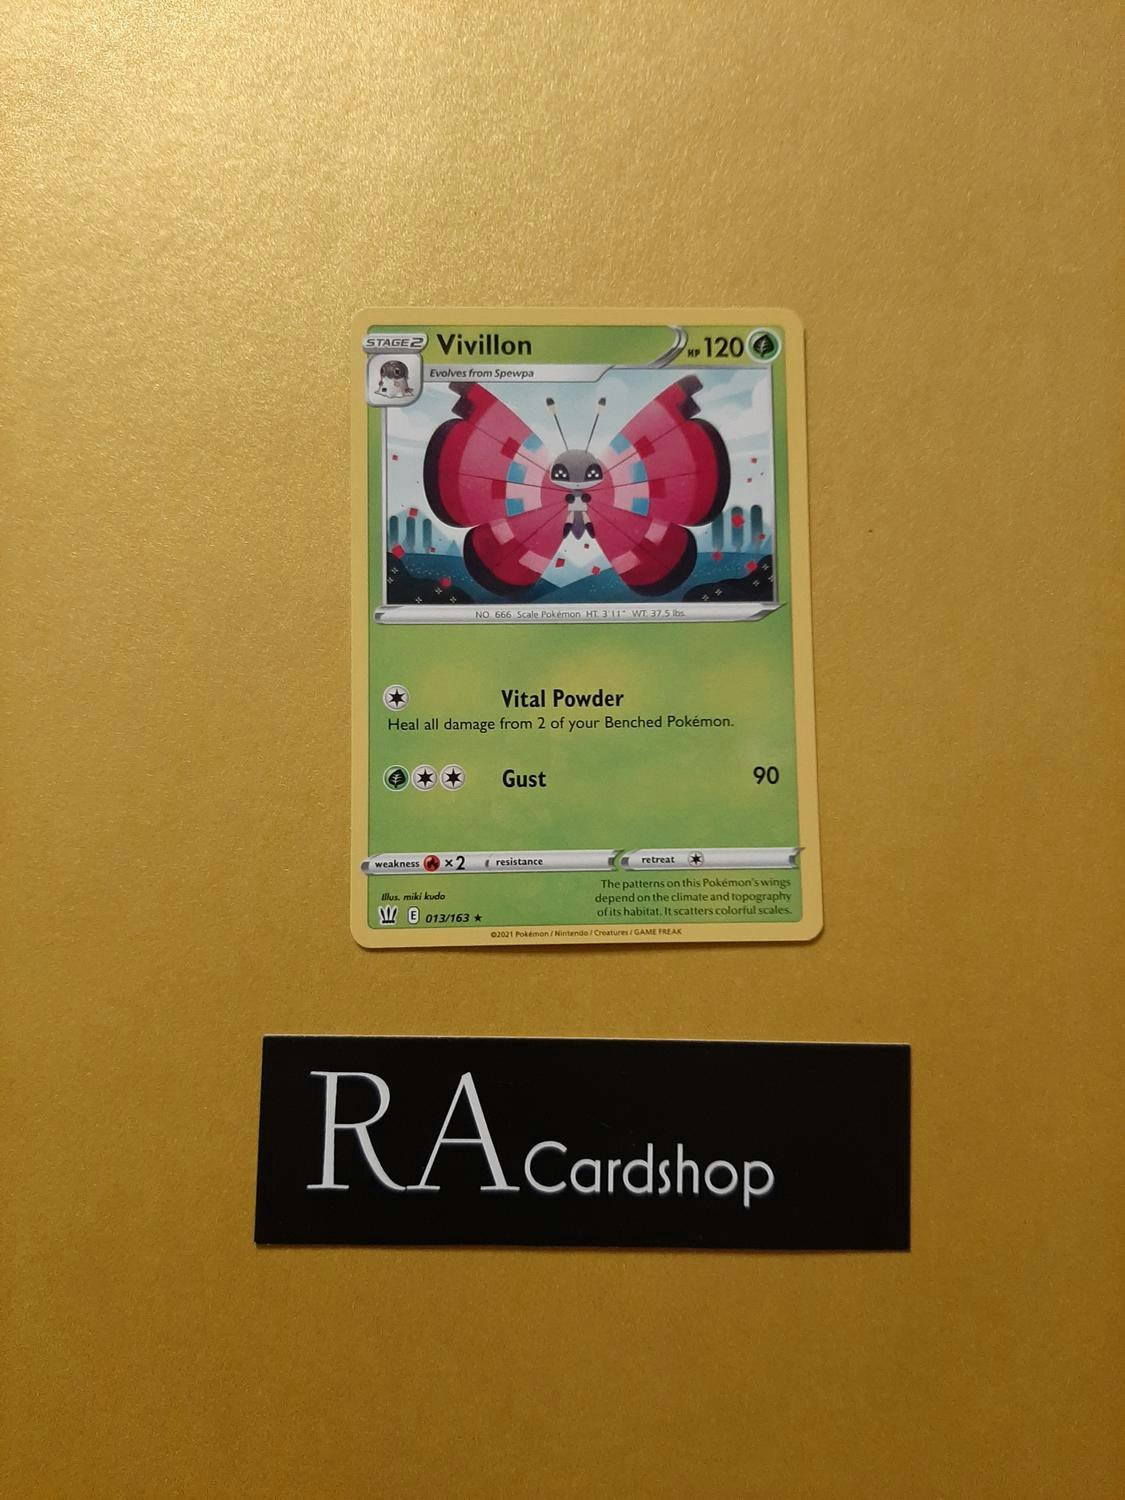 STAGE 2
Vivillon
HP 120
Evolves from Spewpa
NO. 666 Scale Pokémon HT: 3'11" WT: 37.5 lbs.
Vital Powder
Heal all damage from 2 of your Benched Pokémon.
Gust 90
weakness ×2 resistance retreat
Illus. miki kudo
The patterns on this Pokémon's wings
depend on the climate and topography
of its habitat. It scatters colorful scales.
E 013/163 ★
©2021 Pokémon / Nintendo / Creatures / GAME FREAK
RA Cardshop